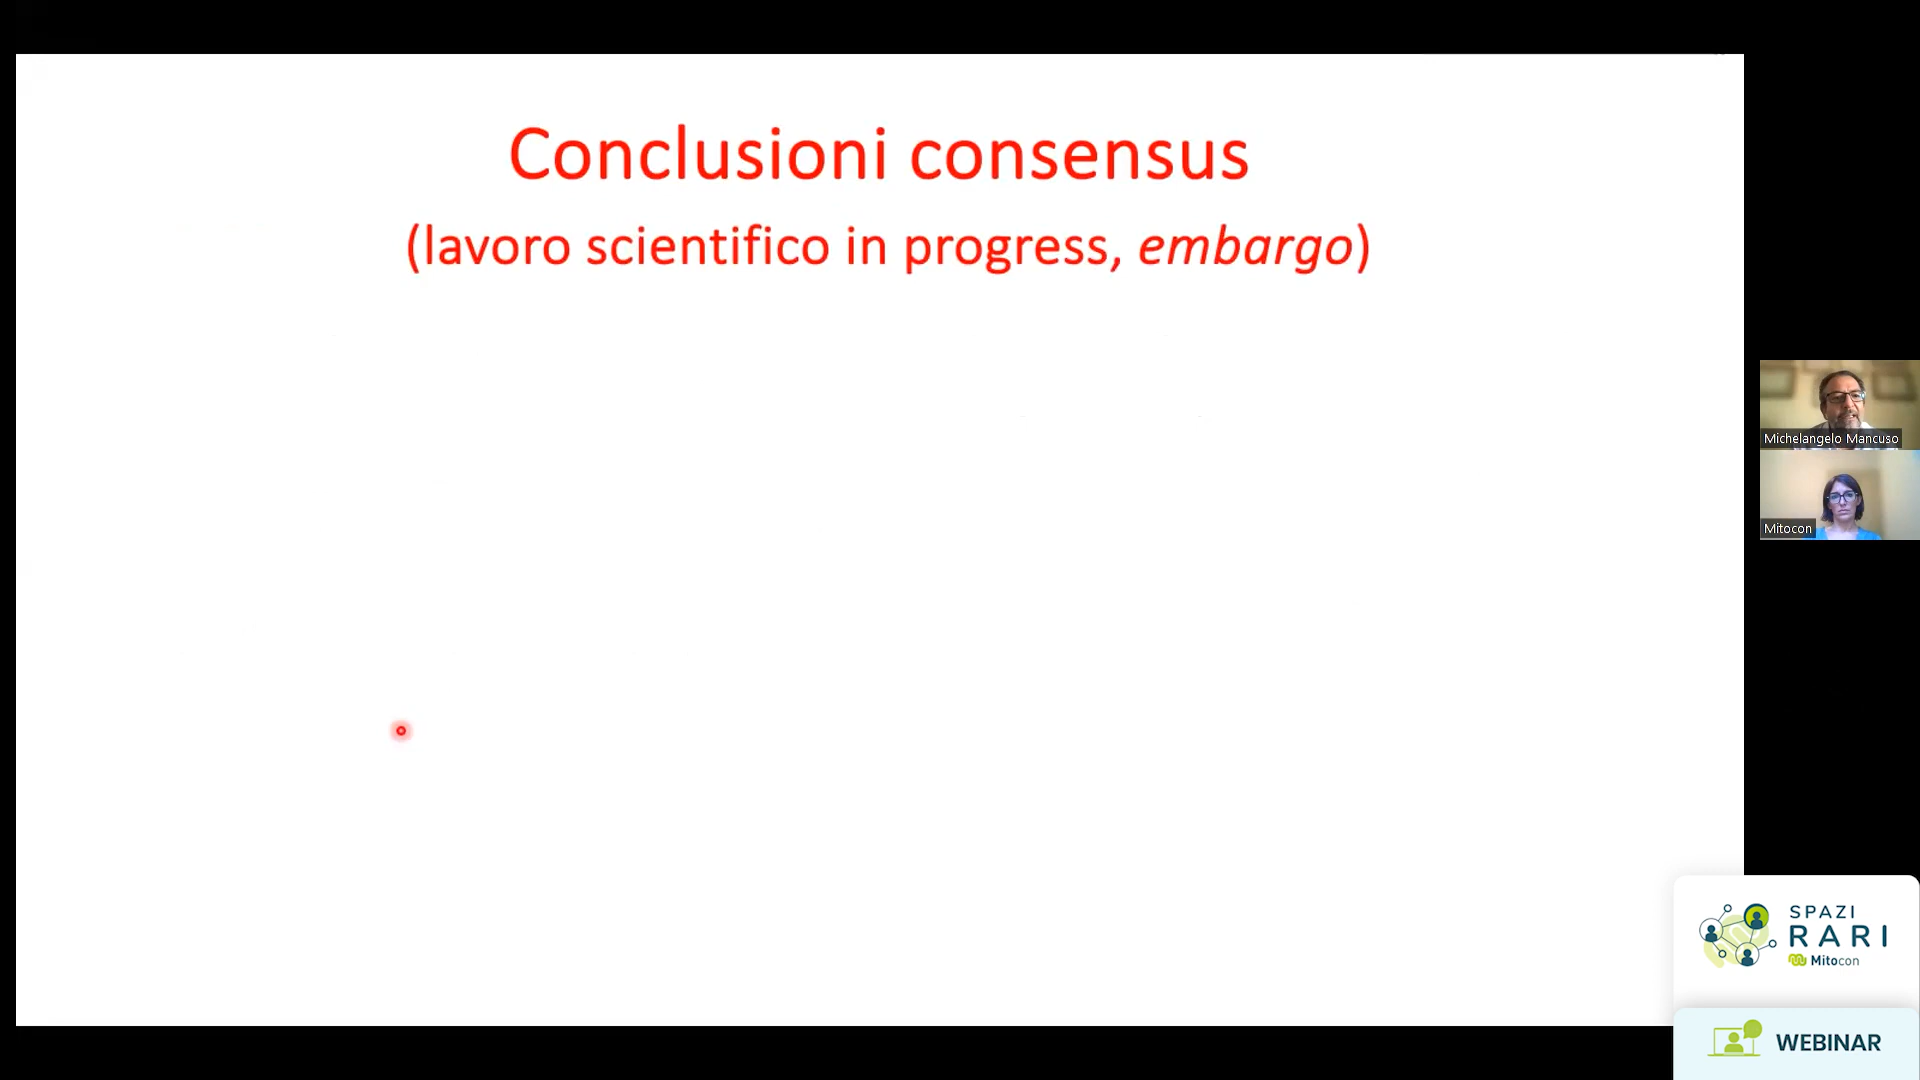 Conclusioni consensus
(lavoro scientifico in progress, embargo)
Michelangelo Mancuso
Mitocon
SPAZI
RARI
Mitocon
WEBINAR